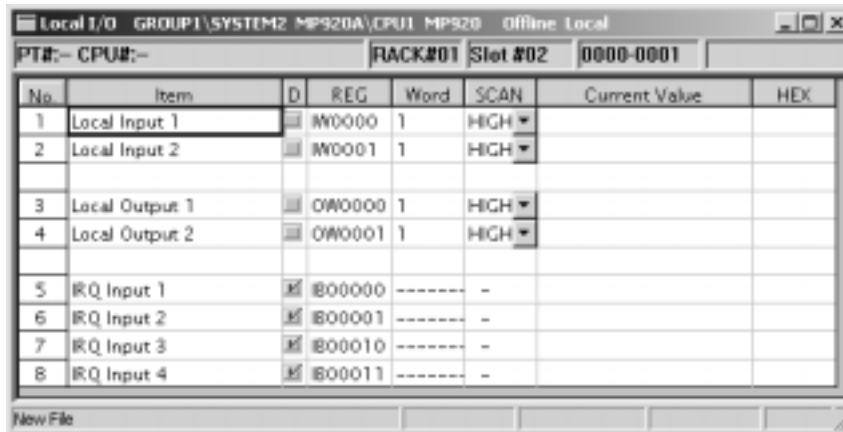 Local I/O GROUP1\SYSTEM2 MP920A\CPU1 MP920 Offline Local
PT#:– CPU#:– RACK#01 Slot #02 0000-0001
No. Item D REG Word SCAN Current Value HEX
1 Local Input 1 IW0000 1 HIGH
2 Local Input 2 IW0001 1 HIGH
3 Local Output 1 OW0000 1 HIGH
4 Local Output 2 OW0001 1 HIGH
5 IRQ Input 1 IB00000 ------- –
6 IRQ Input 2 IB00001 ------- –
7 IRQ Input 3 IB00010 ------- –
8 IRQ Input 4 IB00011 ------- –
New File